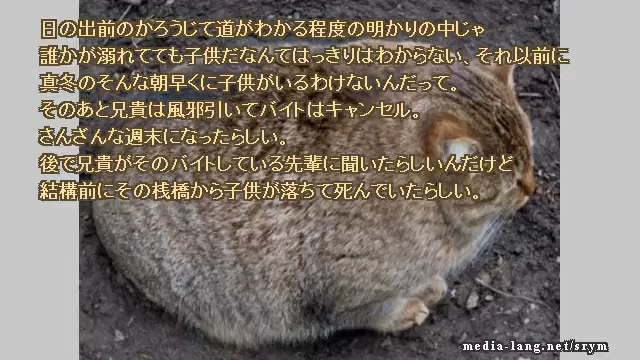 日の出前のかろうじて道がわかる程度の明かりの中じゃ
誰かが溺れてても子供だなんてはっきりはわからない、それ以前に
真冬のそんな朝早くに子供がいるわけないんだって。
そのあと兄貴は風邪引いてバイトはキャンセル。
さんざんな週末になったらしい。
後で兄貴がそのバイトしている先輩に聞いたらしいんだけど
結構前にその桟橋から子供が落ちて死んでいたらしい。
media-lang.net/srym